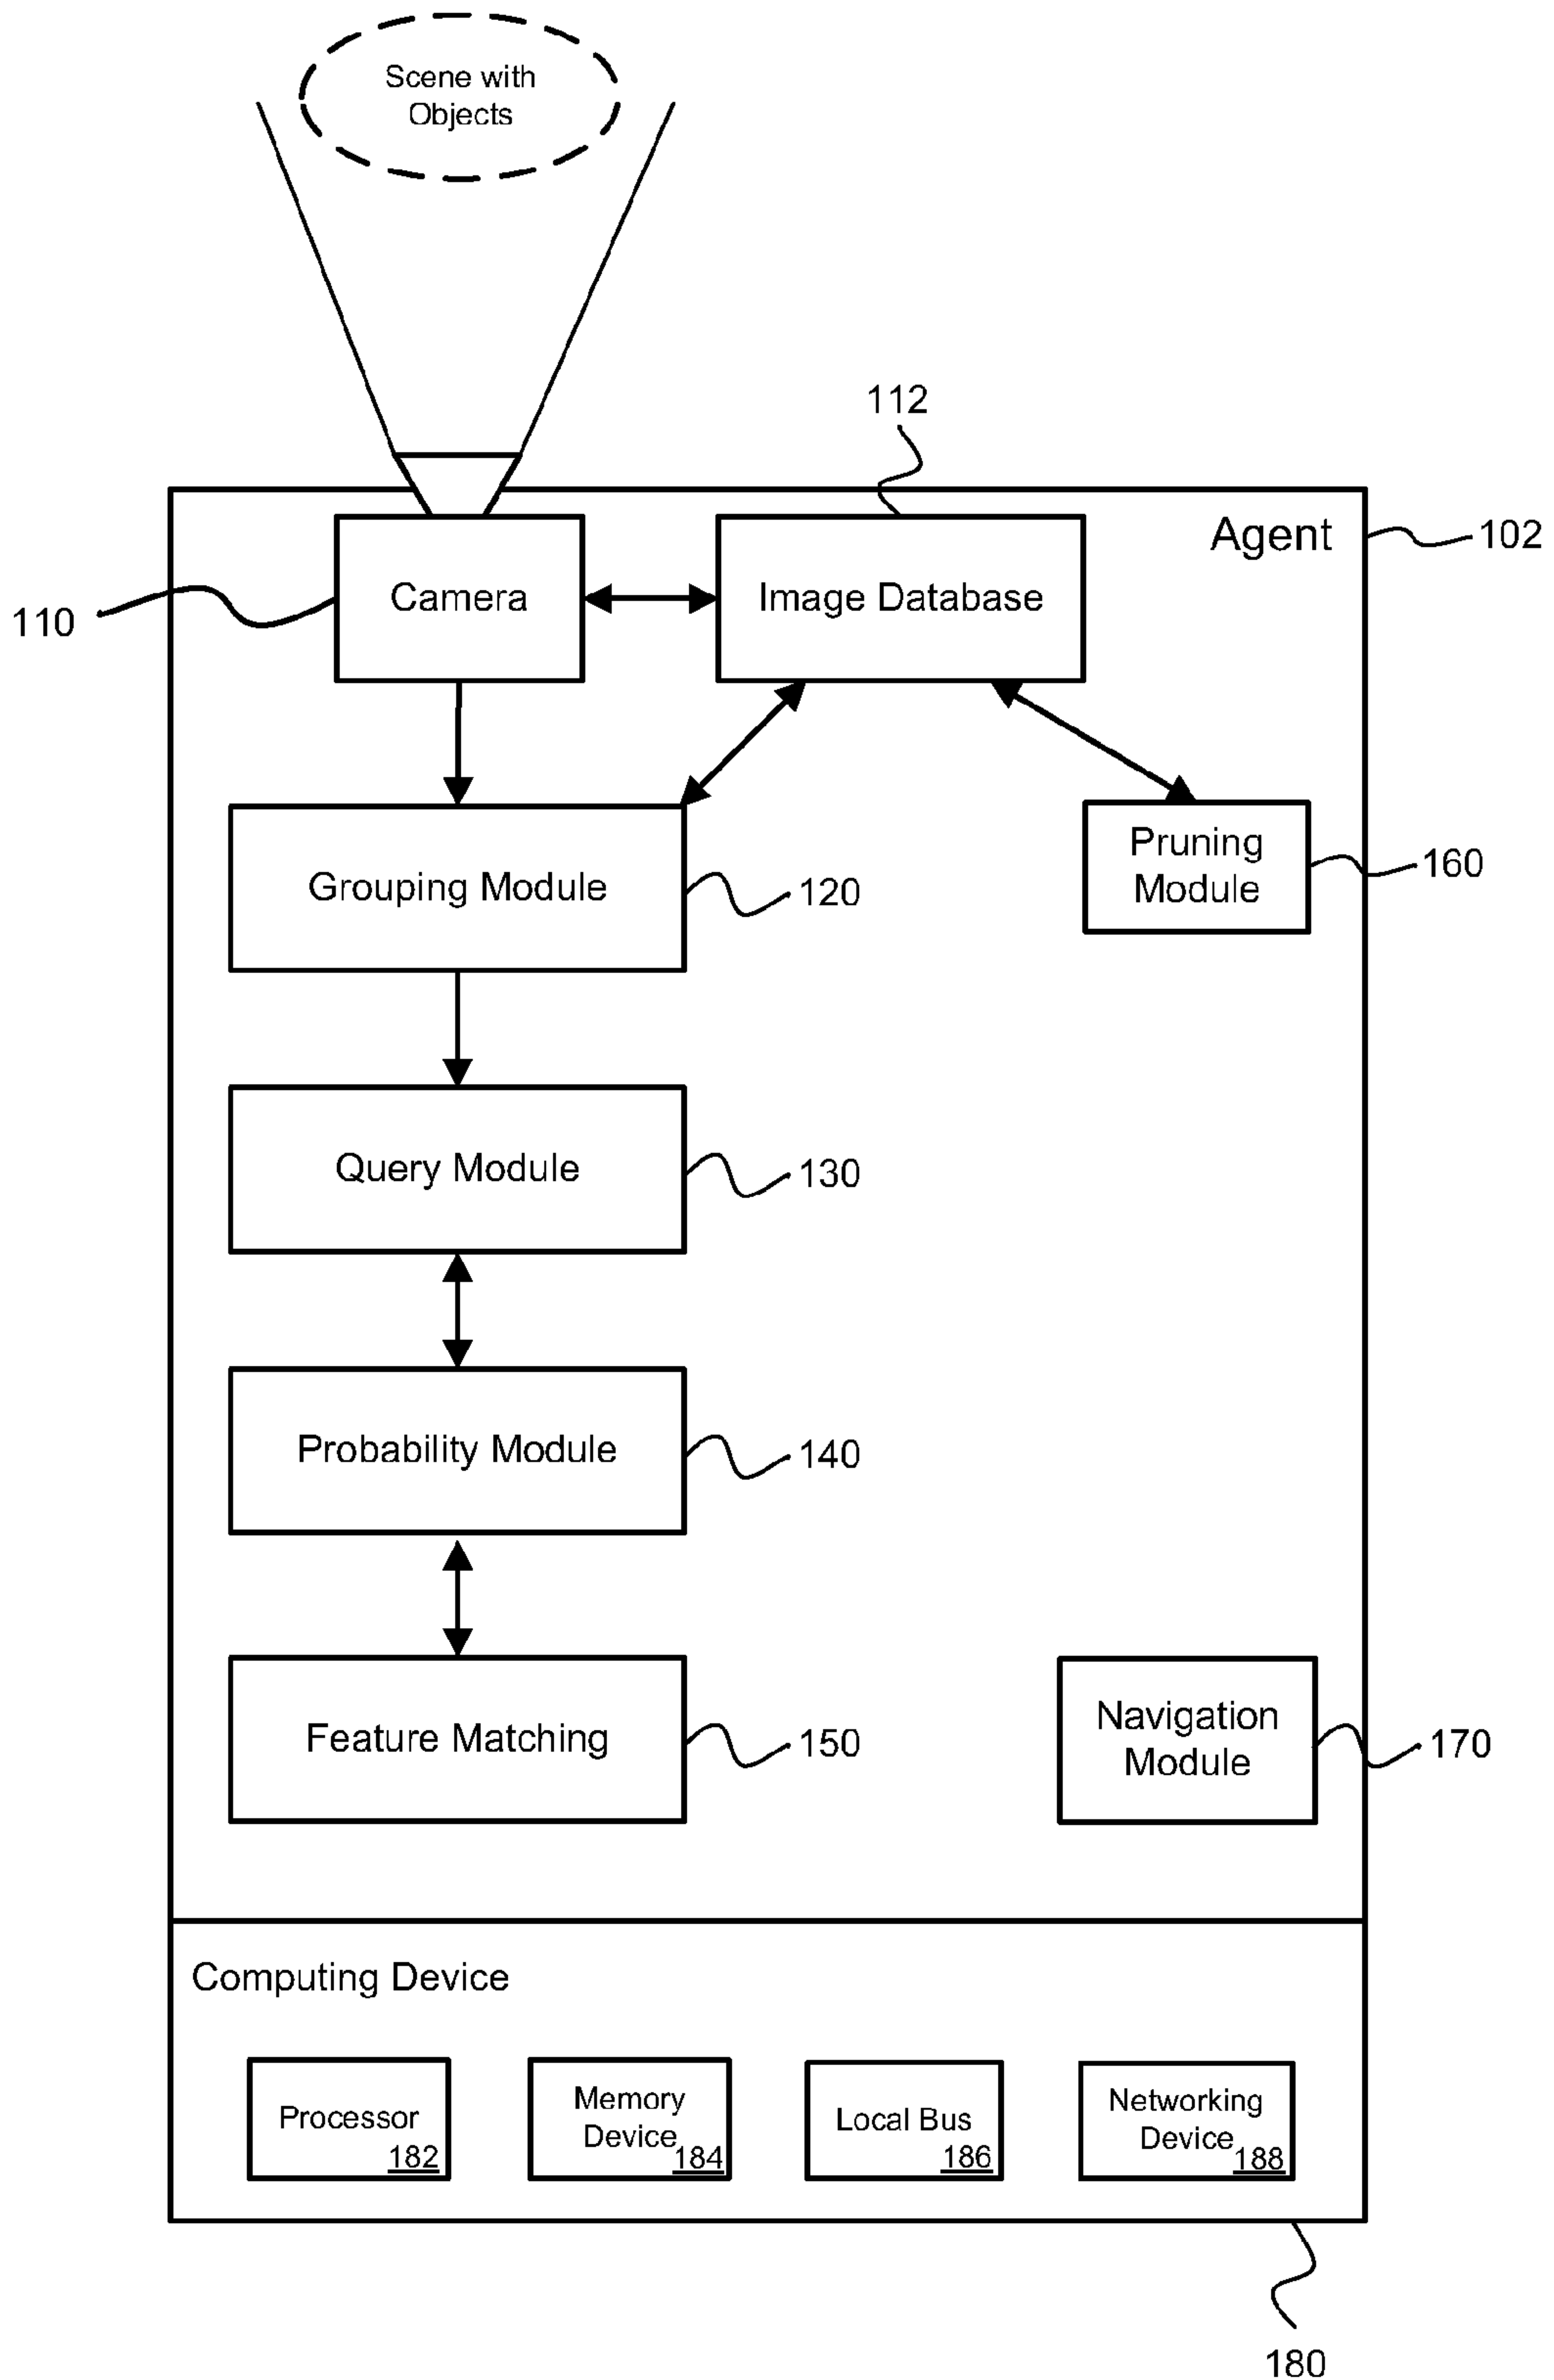 Scene with
Objects
112
Agent
102
Camera
Image Database
110
Pruning
Module
160
Grouping Module
120
Query Module
130
Probability Module
140
Feature Matching
150
Navigation
Module
170
Computing Device
Processor
182
Memory
Device
184
Local Bus
186
Networking
Device
188
180